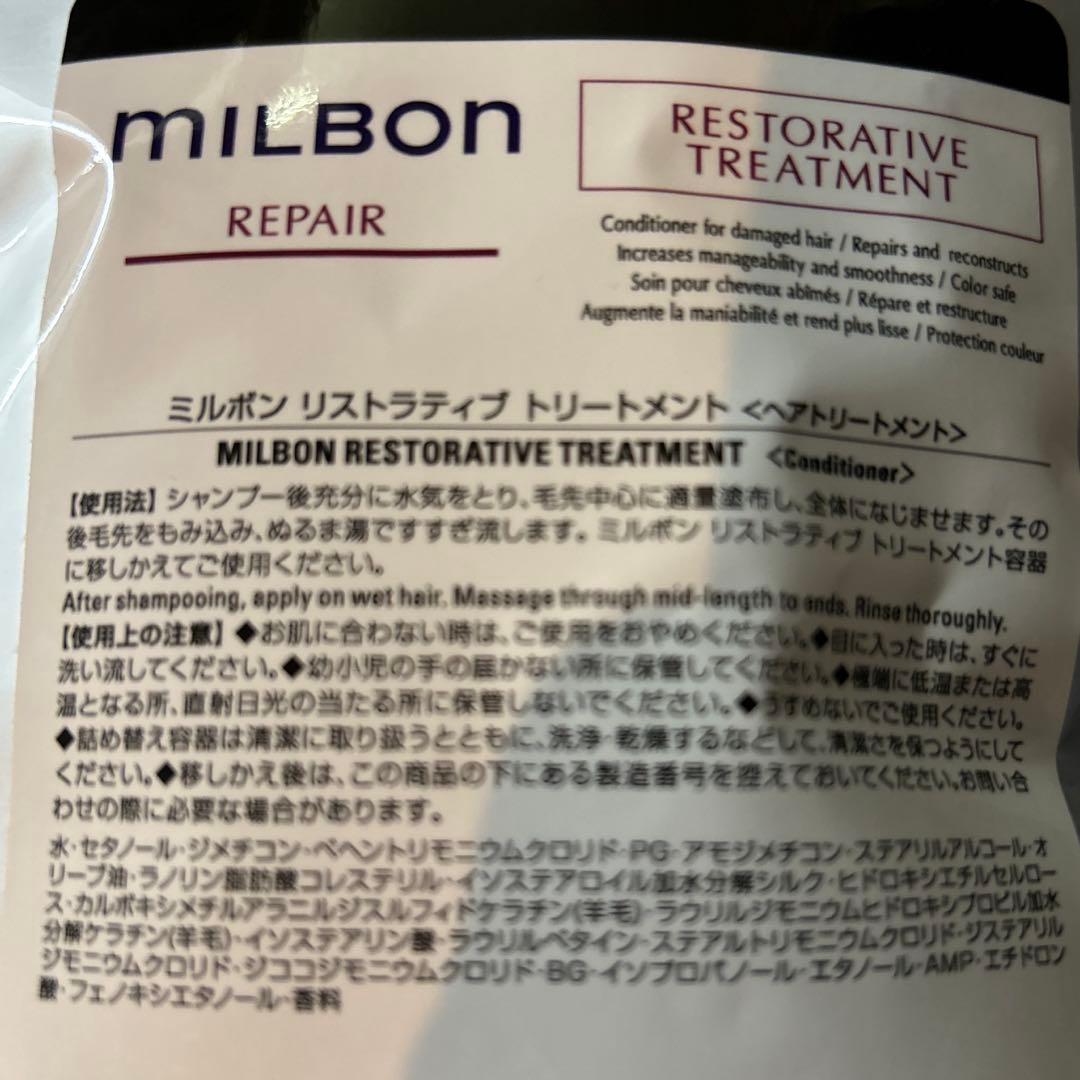 MILBON
REPAIR
RESTORATIVE
TREATMENT
Conditioner for damaged hair / Repairs and reconstructs
Increases manageability and smoothness / Color safe
Soin pour cheveux abîmés / Répare et restructure
Augmente la maniabilité et rend plus lisse / Protection couleur
ミルボン リストラティブ トリートメント <ヘアトリートメント>
MILBON RESTORATIVE TREATMENT <Conditioner>
【使用法】シャンプー後充分に水気をとり、毛先中心に適量塗布し、全体になじませます。その
後毛先をもみ込み、ぬるま湯ですすぎ流します。ミルボン リストラティブ トリートメント容器
に移しかえてご使用ください。
After shampooing, apply on wet hair. Massage through mid-length to ends. Rinse thoroughly.
【使用上の注意】◆お肌に合わない時は、ご使用をおやめください。◆目に入った時は、すぐに
洗い流してください。◆幼小児の手の届かない所に保管してください。◆極端に低温または高
温となる所、直射日光の当たる所に保管しないでください。◆うすめないでご使用ください。
◆詰め替え容器は清潔に取り扱うとともに、洗浄・乾燥するなどして、清潔さを保つようにして
ください。◆移しかえ後は、この商品の下にある製造番号を控えておいてください。お問い合
わせの際に必要な場合があります。
水・セタノール・ジメチコン・ベヘントリモニウムクロリド・PG・アモジメチコン・ステアリルアルコール・オ
リーブ油・ラノリン脂肪酸コレステリル・イソステアロイル加水分解シルク・ヒドロキシエチルセルロー
ス・カルボキシメチルアラニルジスルフィドケラチン(羊毛)・ラウリルジモニウムヒドロキシプロピル加水
分解ケラチン(羊毛)・イソステアリン酸・ラウリルベタイン・ステアルトリモニウムクロリド・ジステアリル
ジモニウムクロリド・ジココジモニウムクロリド・BG・イソプロパノール・エタノール・AMP・エチドロン
酸・フェノキシエタノール・香料